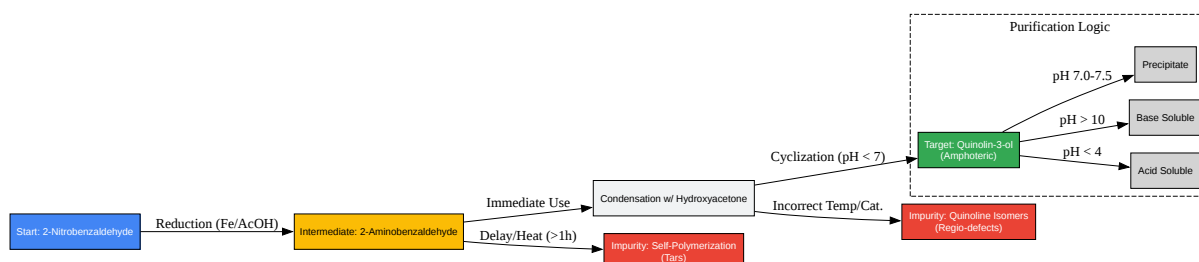 Start: 2-Nitrobenzaldehyde
Reduction (Fe/AcOH)
Intermediate: 2-Aminobenzaldehyde
Immediate Use
Delay/Heat (>1h)
Condensation w/ Hydroxyacetone
Impurity: Self-Polymerization
(Tars)
Cyclization (pH < 7)
Incorrect Temp/Cat.
Impurity: Quinoline Isomers
(Regio-defects)
Purification Logic
Target: Quinolin-3-ol
(Amphoteric)
pH 7.0-7.5
pH > 10
pH < 4
Precipitate
Base Soluble
Acid Soluble